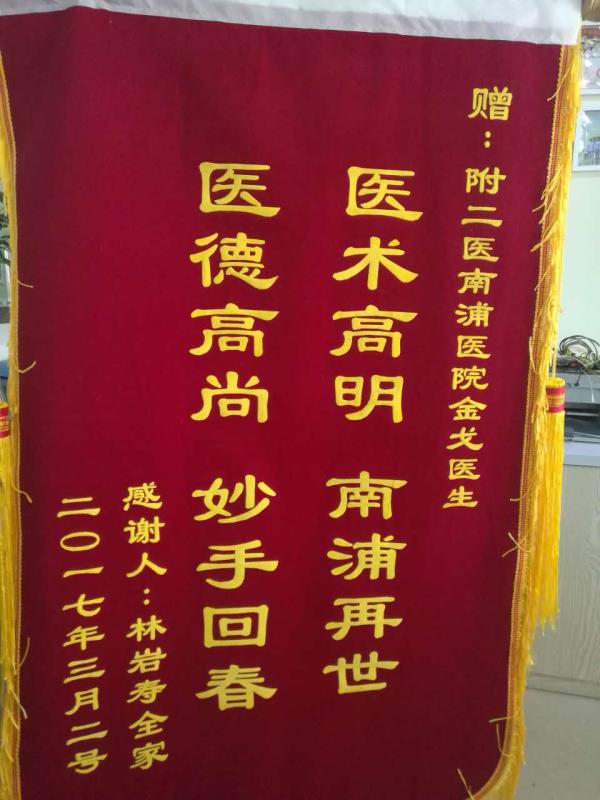 赠：附二医南浦医院金戈医生
医术高明 南浦再世
医德高尚 妙手回春
感谢人：林岩寿全家
二〇一七年三月二号